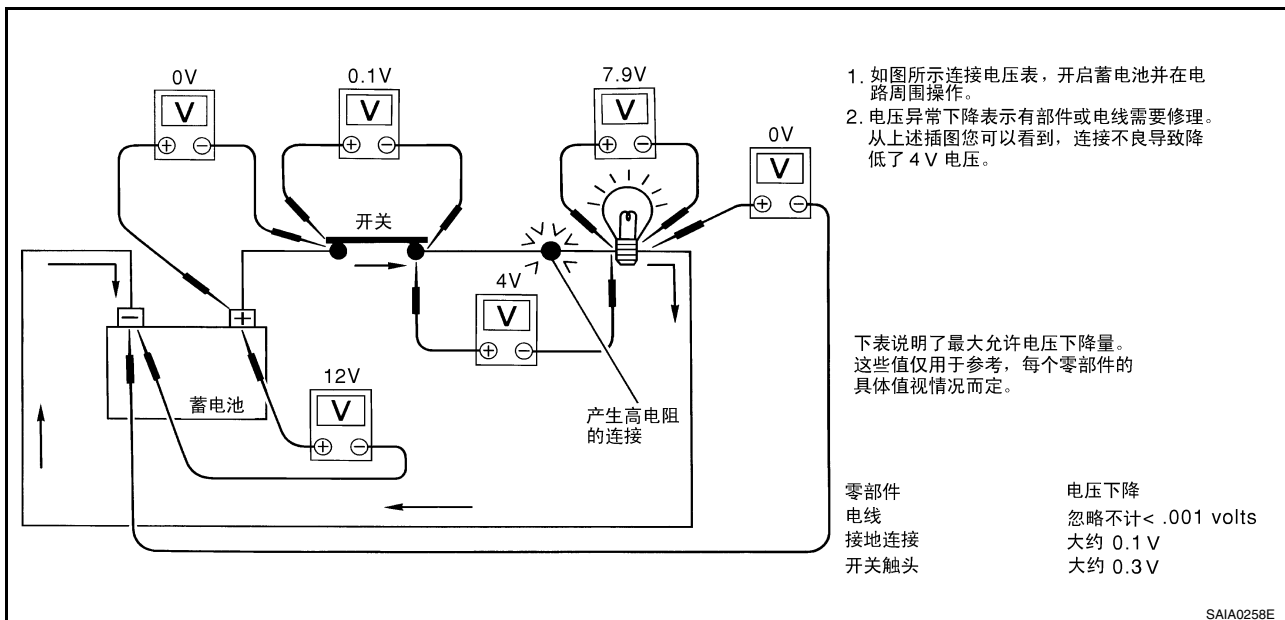 0V
0.1V
7.9V
0V
V
V
V
V
开关
4V
V
12V
V
蓄电池
产生高电阻
的连接
1. 如图所示连接电压表，开启蓄电池并在电
路周围操作。
2. 电压异常下降表示有部件或电线需要修理。
从上述插图您可以看到，连接不良导致降
低了 4 V 电压。
下表说明了最大允许电压下降量。
这些值仅用于参考，每个零部件的
具体值视情况而定。
零部件 电压下降
电线 忽略不计< .001 volts
接地连接 大约 0.1 V
开关触头 大约 0.3 V
SAIA0258E